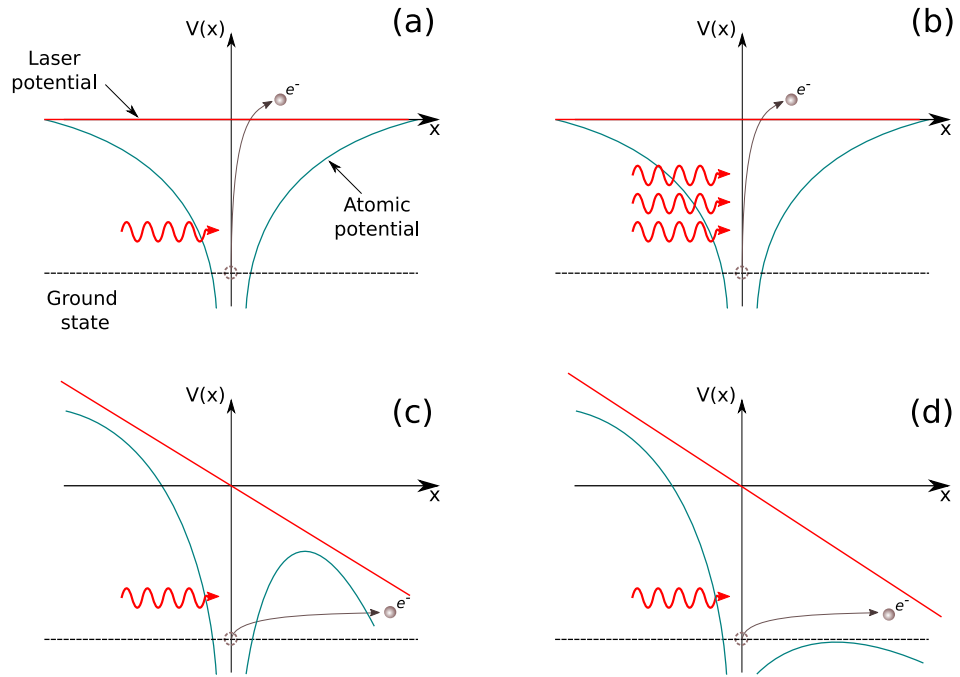 V(x)
(a)
Laser
potential
e-
x
Atomic
potential
Ground
state
V(x)
(b)
e-
x
V(x)
(c)
x
e-
V(x)
(d)
x
e-